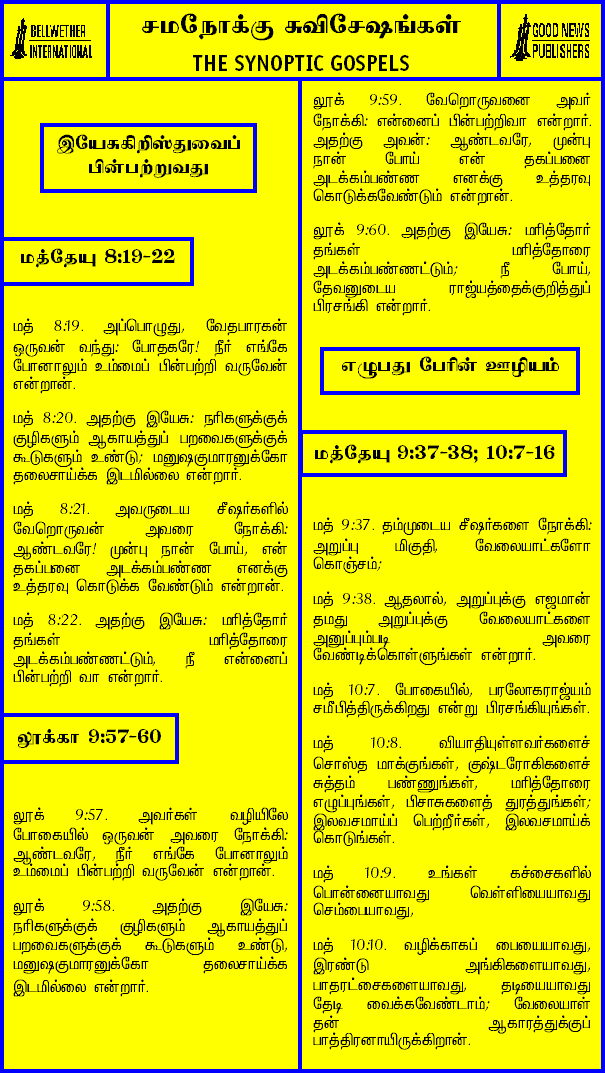 BELLWETHER
INTERNATIONAL
சமநோக்கு சுவிசேஷங்கள்
THE SYNOPTIC GOSPELS
GOOD NEWS
PUBLISHERS
இயேசுகிறிஸ்துவைப்
பின்பற்றுவது
மத்தேயு 8:19-22
மத் 8:19. அப்பொழுது, வேதபாரகன்
ஒருவன் வந்து: போதகரே! நீர் எங்கே
போனாலும் உம்மைப் பின்பற்றி வருவேன்
என்றான்.
மத் 8:20. அதற்கு இயேசு: நரிகளுக்குக்
குழிகளும் ஆகாயத்துப் பறவைகளுக்குக்
கூடுகளும் உண்டு; மனுஷகுமாரனுக்கோ
தலைசாய்க்க இடமில்லை என்றார்.
மத் 8:21. அவருடைய சீஷர்களில்
வேறொருவன் அவரை நோக்கி:
ஆண்டவரே! முன்பு நான் போய், என்
தகப்பனை அடக்கம்பண்ண எனக்கு
உத்தரவு கொடுக்க வேண்டும் என்றான்.
மத் 8:22. அதற்கு இயேசு: மரித்தோர்
தங்கள் மரித்தோரை
அடக்கம்பண்ணட்டும், நீ என்னைப்
பின்பற்றி வா என்றார்.
லூக்கா 9:57-60
லூக் 9:57. அவர்கள் வழியிலே
போகையில் ஒருவன் அவரை நோக்கி:
ஆண்டவரே, நீர் எங்கே போனாலும்
உம்மைப் பின்பற்றி வருவேன் என்றான்.
லூக் 9:58. அதற்கு இயேசு:
நரிகளுக்குக் குழிகளும் ஆகாயத்துப்
பறவைகளுக்குக் கூடுகளும் உண்டு,
மனுஷகுமாரனுக்கோ தலைசாய்க்க
இடமில்லை என்றார்.
லூக் 9:59. வேறொருவனை அவர்
நோக்கி: என்னைப் பின்பற்றிவா என்றார்.
அதற்கு அவன்: ஆண்டவரே, முன்பு
நான் போய் என் தகப்பனை
அடக்கம்பண்ண எனக்கு உத்தரவு
கொடுக்கவேண்டும் என்றான்.
லூக் 9:60. அதற்கு இயேசு: மரித்தோர்
தங்கள் மரித்தோரை
அடக்கம்பண்ணட்டும்; நீ போய்,
தேவனுடைய ராஜ்யத்தைக்குறித்துப்
பிரசங்கி என்றார்.
எழுபது பேரின் ஊழியம்
மத்தேயு 9:37-38; 10:7-16
மத் 9:37. தம்முடைய சீஷர்களை நோக்கி:
அறுப்பு மிகுதி, வேலையாட்களோ
கொஞ்சம்;
மத் 9:38. ஆதலால், அறுப்புக்கு எஜமான்
தமது அறுப்புக்கு வேலையாட்களை
அனுப்பும்படி அவரை
வேண்டிக்கொள்ளுங்கள் என்றார்.
மத் 10:7. போகையில், பரலோகராஜ்யம்
சமீபித்திருக்கிறது என்று பிரசங்கியுங்கள்.
மத் 10:8. வியாதியுள்ளவர்களைச்
சொஸ்த மாக்குங்கள், குஷ்டரோகிகளைச்
சுத்தம் பண்ணுங்கள், மரித்தோரை
எழுப்புங்கள், பிசாசுகளைத் துரத்துங்கள்;
இலவசமாய்ப் பெற்றீர்கள், இலவசமாய்க்
கொடுங்கள்.
மத் 10:9. உங்கள் கச்சைகளில்
பொன்னையாவது வெள்ளியையாவது
செம்பையாவது,
மத் 10:10. வழிக்காகப் பையையாவது,
இரண்டு அங்கிகளையாவது,
பாதரட்சைகளையாவது, தடியையாவது
தேடி வைக்கவேண்டாம்; வேலையாள்
தன் ஆகாரத்துக்குப்
பாத்திரனாயிருக்கிறான்.